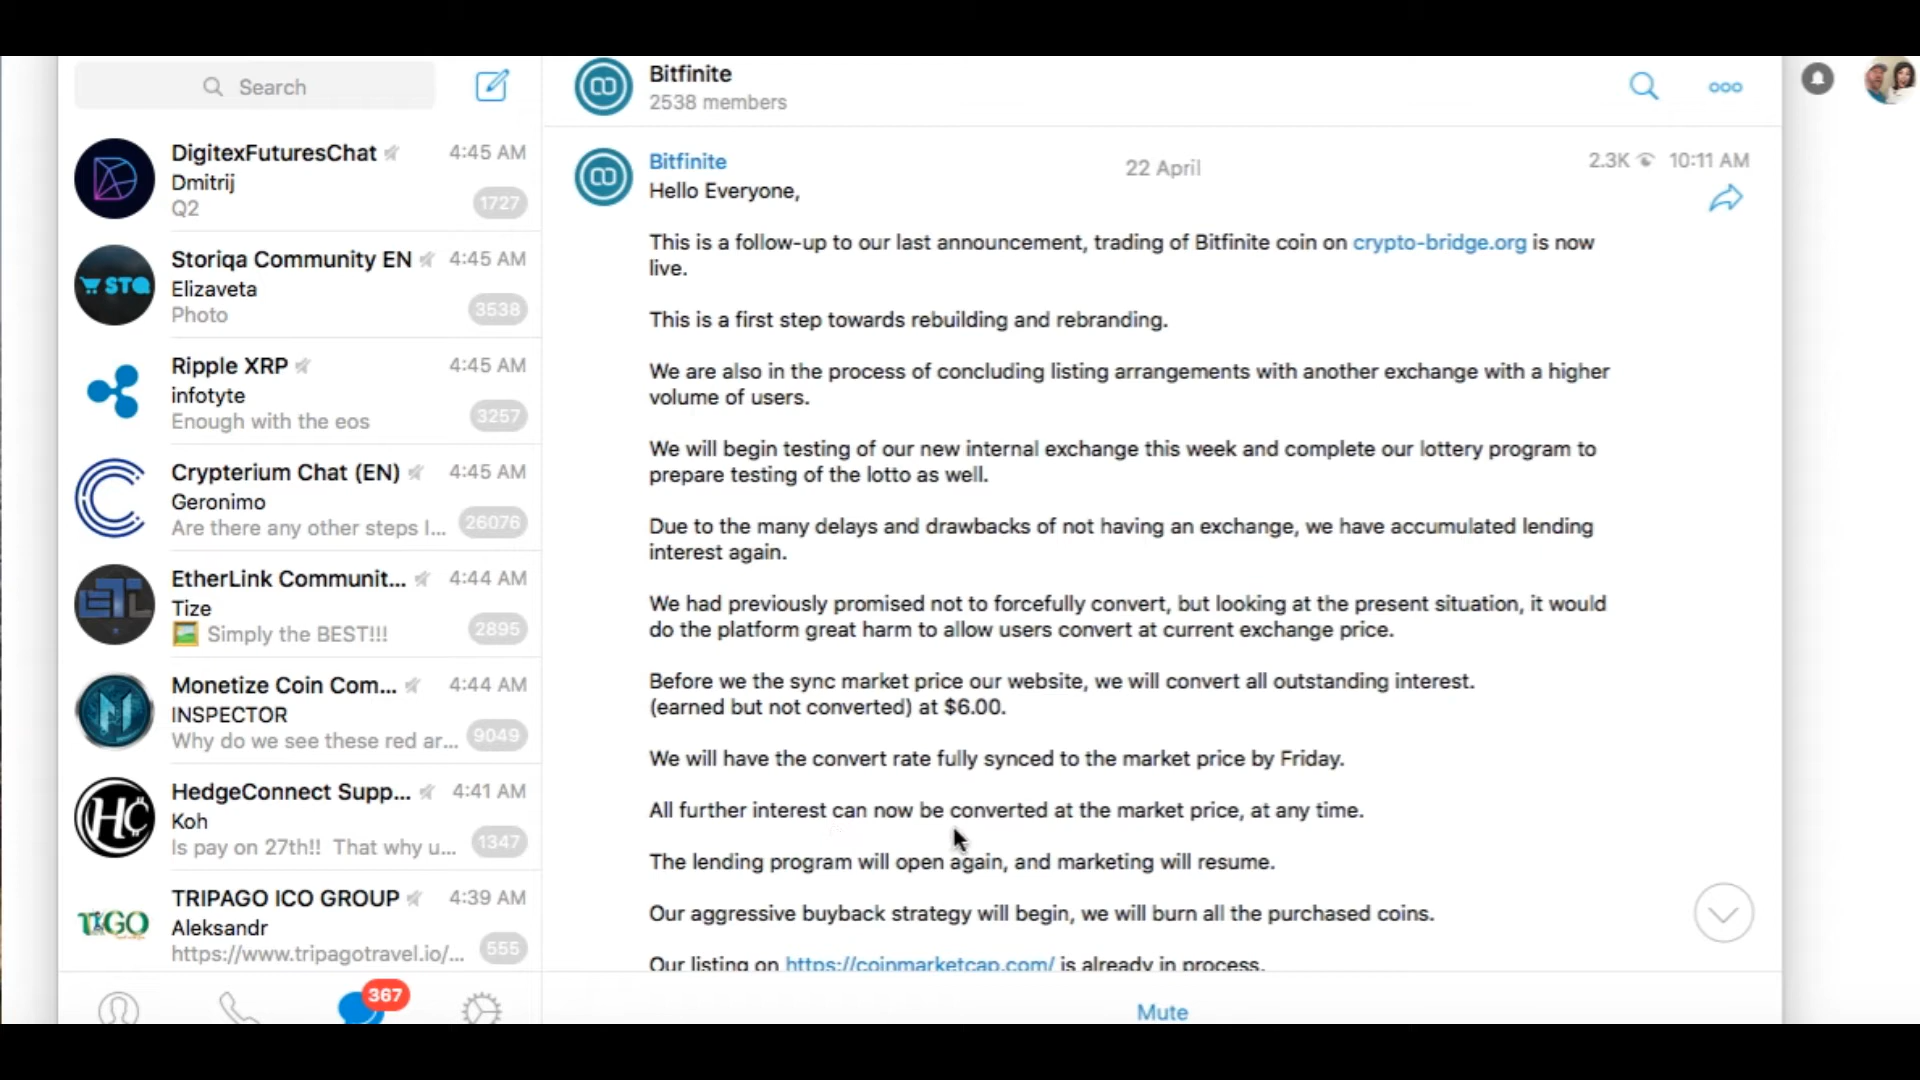 Search
DigitexFuturesChat 4:45 AM
Dmitrij
Q2 1727
Storiqa Community EN 4:45 AM
Elizaveta
Photo 3538
STQ
Ripple XRP 4:45 AM
infotyte
Enough with the eos 3257
Crypterium Chat (EN) 4:45 AM
Geronimo
Are there any other steps I... 26076
EtherLink Communit... 4:44 AM
Tize
Simply the BEST!!! 2895
ETL
Monetize Coin Com... 4:44 AM
INSPECTOR
Why do we see these red ar... 9049
HedgeConnect Supp... 4:41 AM
Koh
Is pay on 27th!! That why u... 1347
HC
TRIPAGO ICO GROUP 4:39 AM
Aleksandr
https://www.tripagotravel.io/... 555
367
Bitfinite
2538 members
Bitfinite 22 April 2.3K 10:11 AM
Hello Everyone,
This is a follow-up to our last announcement, trading of Bitfinite coin on crypto-bridge.org is now
live.
This is a first step towards rebuilding and rebranding.
We are also in the process of concluding listing arrangements with another exchange with a higher
volume of users.
We will begin testing of our new internal exchange this week and complete our lottery program to
prepare testing of the lotto as well.
Due to the many delays and drawbacks of not having an exchange, we have accumulated lending
interest again.
We had previously promised not to forcefully convert, but looking at the present situation, it would
do the platform great harm to allow users convert at current exchange price.
Before we the sync market price our website, we will convert all outstanding interest.
(earned but not converted) at $6.00.
We will have the convert rate fully synced to the market price by Friday.
All further interest can now be converted at the market price, at any time.
The lending program will open again, and marketing will resume.
Our aggressive buyback strategy will begin, we will burn all the purchased coins.
Our listing on https://coinmarketcap.com/ is already in process.
Mute